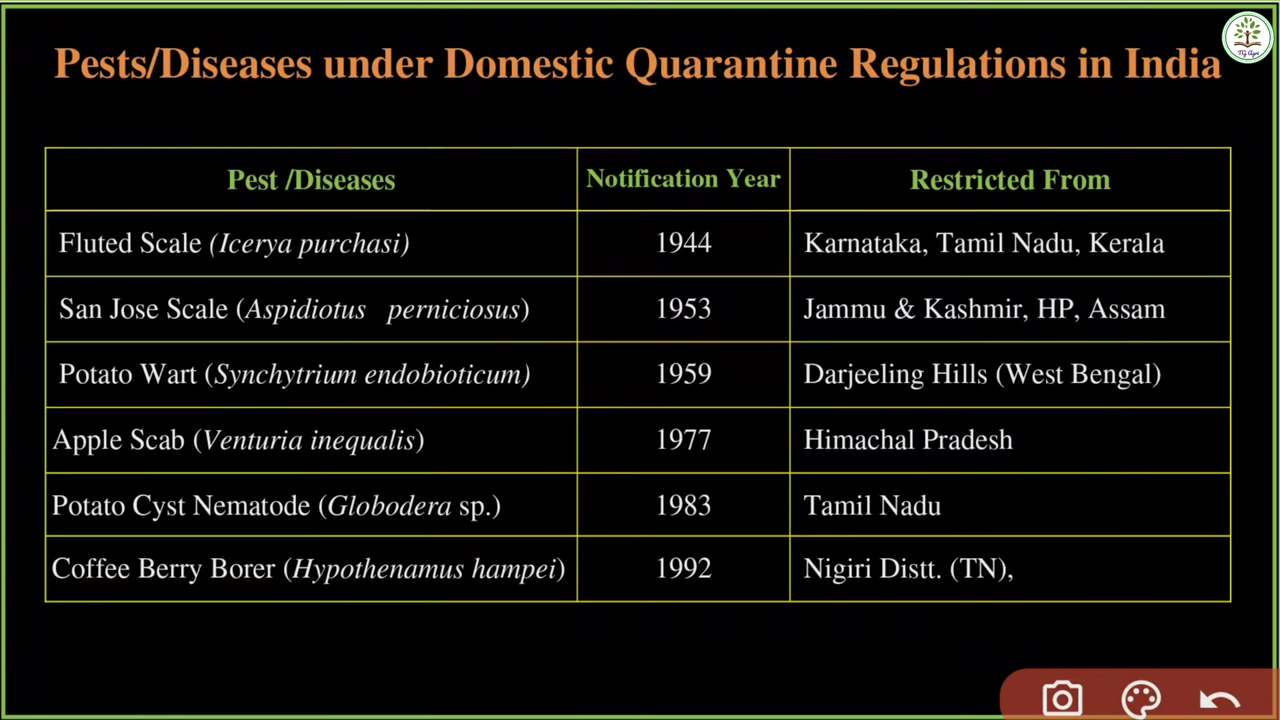 Pests/Diseases under Domestic Quarantine Regulations in India
TG Agri
Pest /Diseases Notification Year Restricted From
Fluted Scale (Icerya purchasi) 1944 Karnataka, Tamil Nadu, Kerala
San Jose Scale (Aspidiotus perniciosus) 1953 Jammu & Kashmir, HP, Assam
Potato Wart (Synchytrium endobioticum) 1959 Darjeeling Hills (West Bengal)
Apple Scab (Venturia inequalis) 1977 Himachal Pradesh
Potato Cyst Nematode (Globodera sp.) 1983 Tamil Nadu
Coffee Berry Borer (Hypothenamus hampei) 1992 Nigiri Distt. (TN),